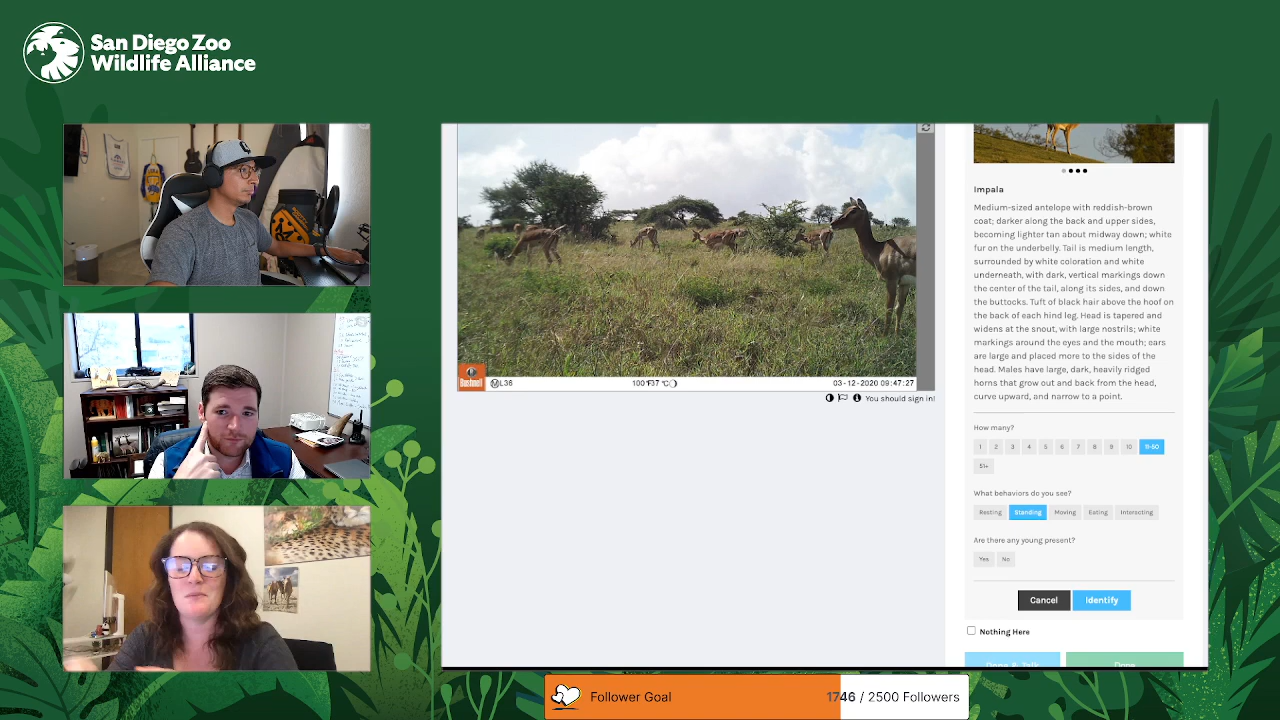 San Diego Zoo
Wildlife Alliance
Impala
Medium-sized antelope with reddish-brown
coat; darker along the back and upper sides,
becoming lighter tan about midway down; white
fur on the underbelly. Tail is medium length,
surrounded by white coloration and white
underneath, with dark, vertical markings down
the center of the tail, along its sides, and down
the buttocks. Tuft of black hair above the hoof on
the back of each hind leg. Head is tapered and
widens at the snout, with large nostrils; white
markings around the eyes and the mouth; ears
are large and placed more to the sides of the
head. Males have large, dark, heavily ridged
horns that grow out and back from the head,
curve upward, and narrow to a point.
Bushnell
L36 100°F37°C 03-12-2020 09:47:27
You should sign in!
How many?
1 2 3 4 5 6 7 8 9 10 11-50
51+
What behaviors do you see?
Resting Standing Moving Eating Interacting
Are there any young present?
Yes No
Cancel Identify
Nothing Here
Done & Talk Done
Follower Goal 1746 / 2500 Followers